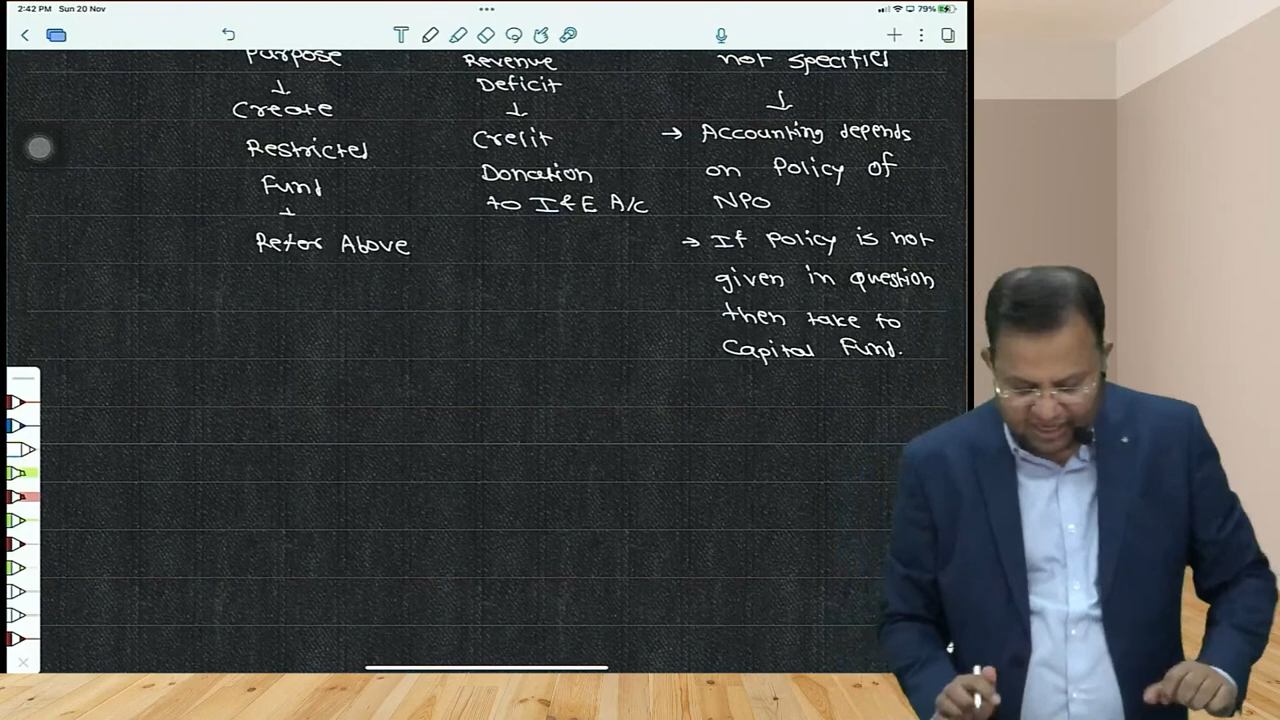 2:42 PM Sun 20 Nov
79%
T
Purpose
↓
Create
Restricted
Fund
↓
Refer Above
Revenue
Deficit
↓
Credit
Donation
to I&E A/C
not specified
↓
→ Accounting depends
on Policy of
NPO
→ If Policy is not
given in question
then take to
Capital Fund.